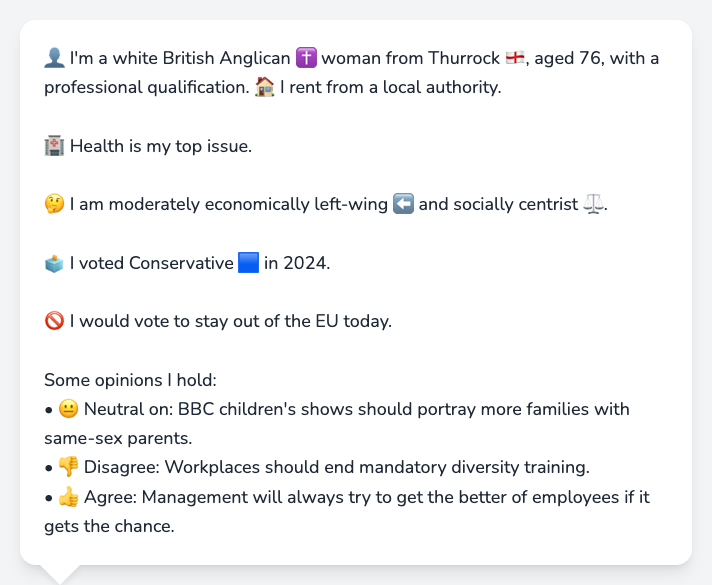 👤 I'm a white British Anglican ✝️ woman from Thurrock 🏴󠁧󠁢󠁥󠁮󠁧󠁿, aged 76, with a
professional qualification. 🏠 I rent from a local authority.
🏥 Health is my top issue.
🤔 I am moderately economically left-wing ⬅️ and socially centrist ⚖️.
🗳️ I voted Conservative 🟦 in 2024.
🚫 I would vote to stay out of the EU today.
Some opinions I hold:
• 😐 Neutral on: BBC children's shows should portray more families with
same-sex parents.
• 👎 Disagree: Workplaces should end mandatory diversity training.
• 👍 Agree: Management will always try to get the better of employees if it
gets the chance.